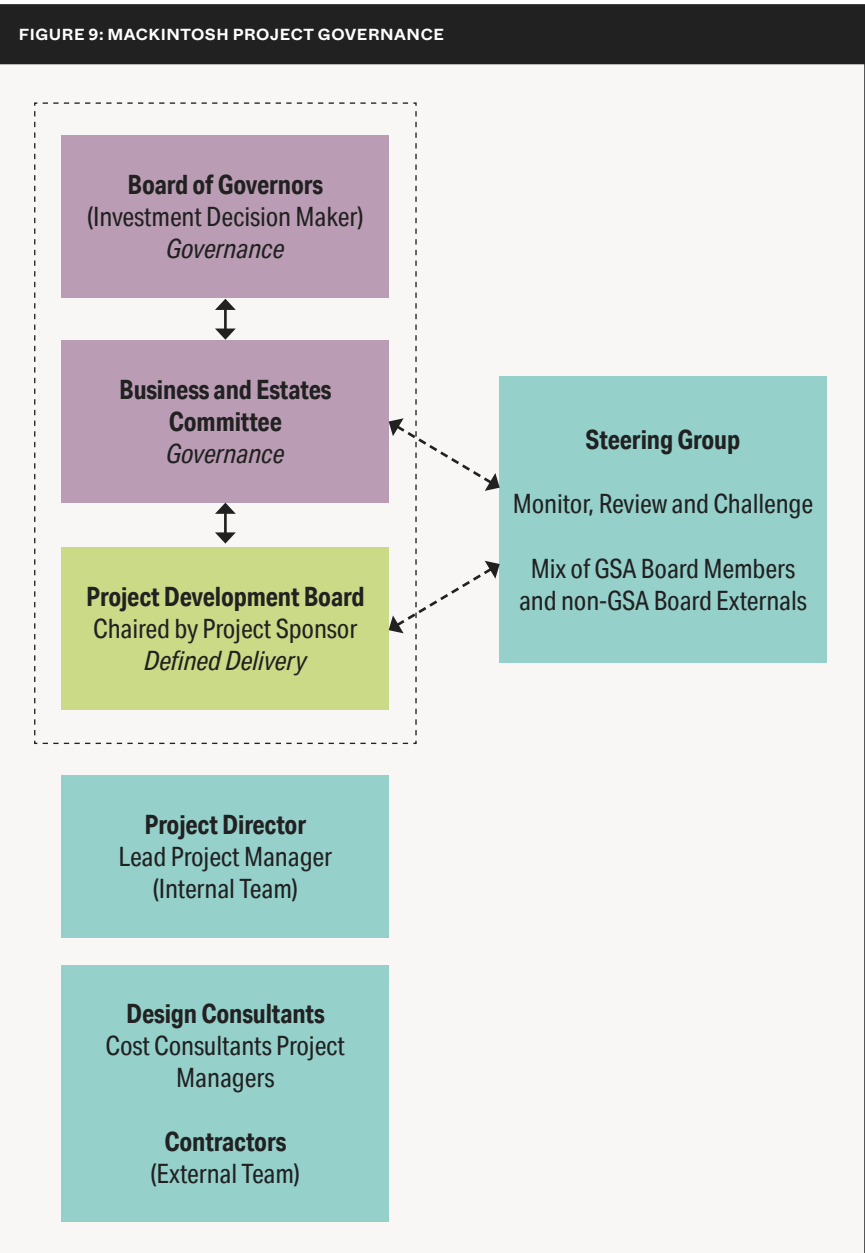 FIGURE 9: MACKINTOSH PROJECT GOVERNANCE
Board of Governors
(Investment Decision Maker)
Governance
Business and Estates
Committee
Governance
Project Development Board
Chaired by Project Sponsor
Defined Delivery
Steering Group
Monitor, Review and Challenge
Mix of GSA Board Members
and non-GSA Board Externals
Project Director
Lead Project Manager
(Internal Team)
Design Consultants
Cost Consultants Project
Managers
Contractors
(External Team)